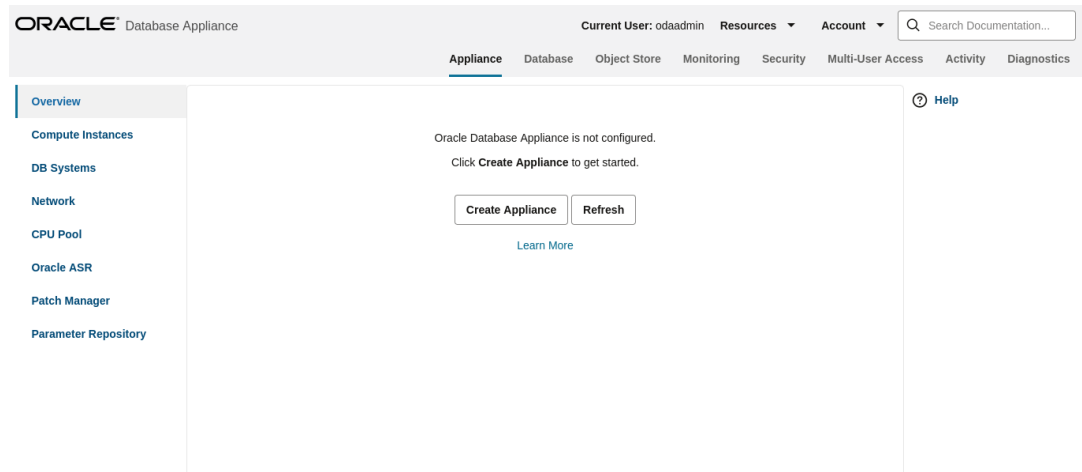 ORACLE® Database Appliance
Current User: odaadmin Resources Account Search Documentation...
Appliance Database Object Store Monitoring Security Multi-User Access Activity Diagnostics
Overview
Compute Instances
DB Systems
Network
CPU Pool
Oracle ASR
Patch Manager
Parameter Repository
Oracle Database Appliance is not configured.
Click Create Appliance to get started.
Create Appliance Refresh
Learn More
Help